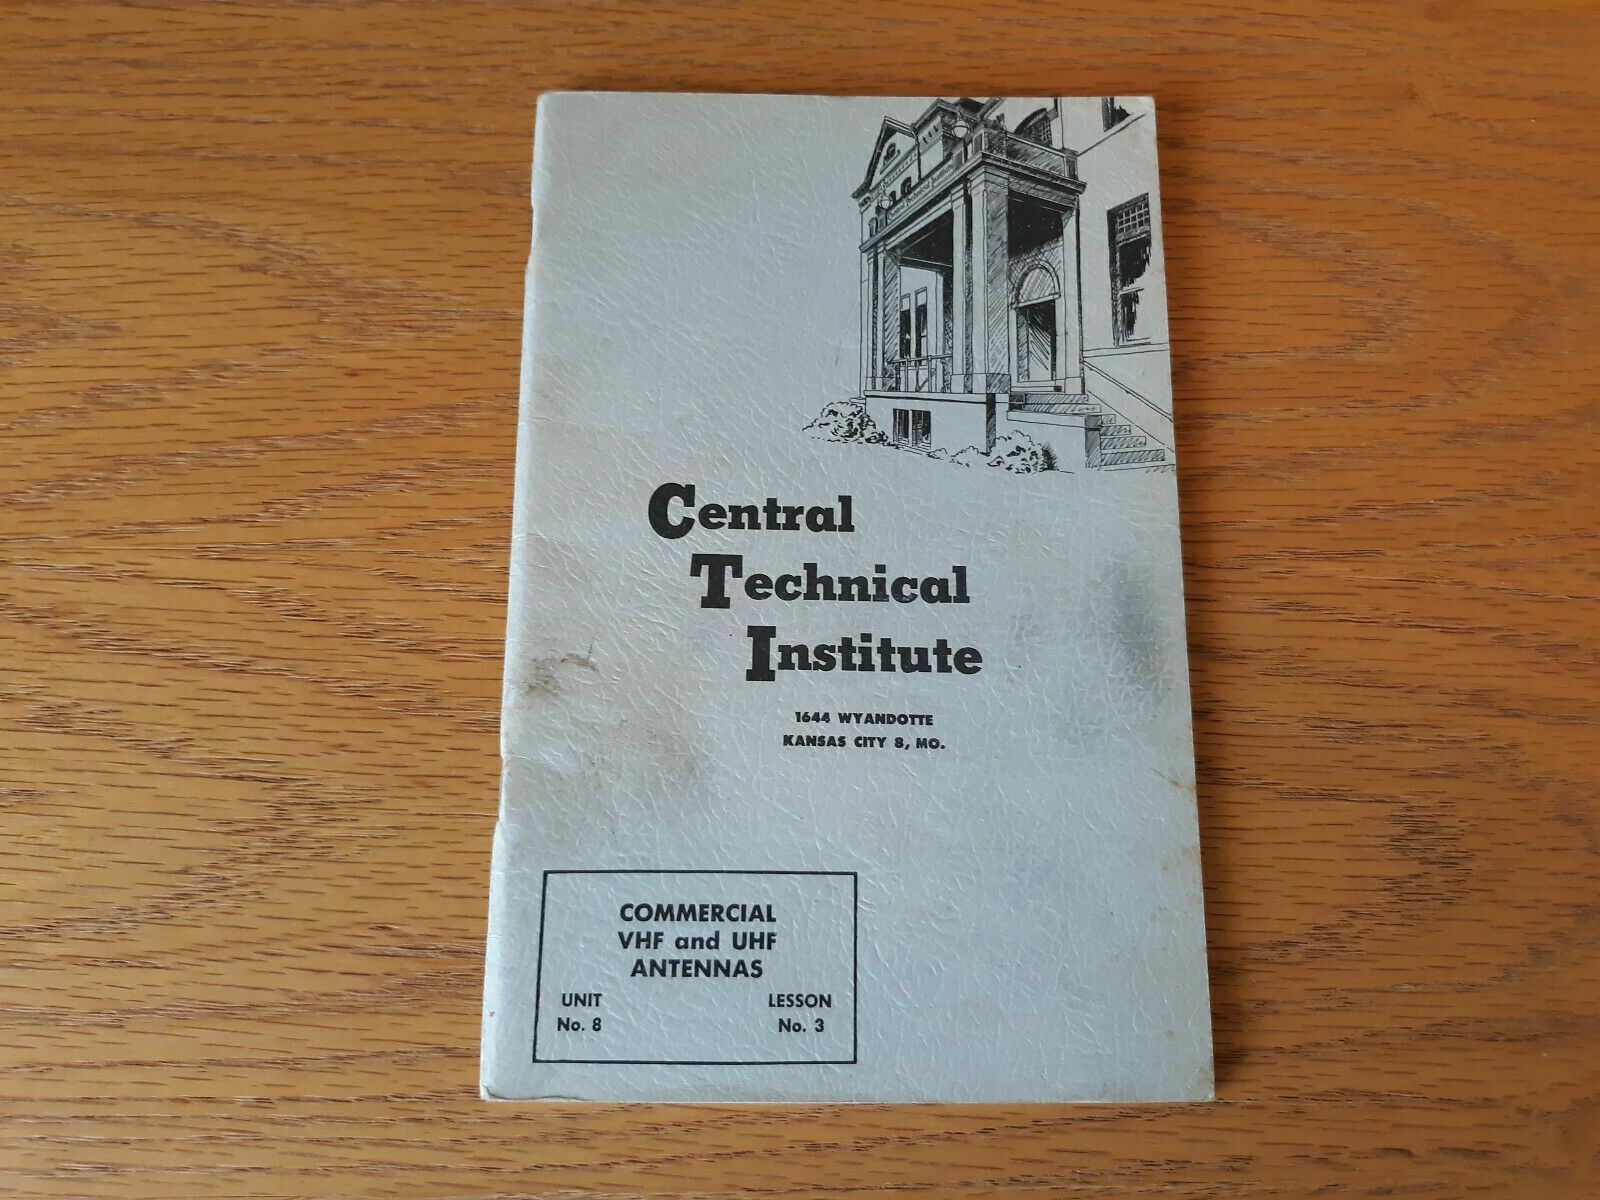 Central
Technical
Institute
1644 WYANDOTTE
KANSAS CITY 8, MO.
COMMERCIAL
VHF and UHF
ANTENNAS
UNIT LESSON
No. 8 No. 3